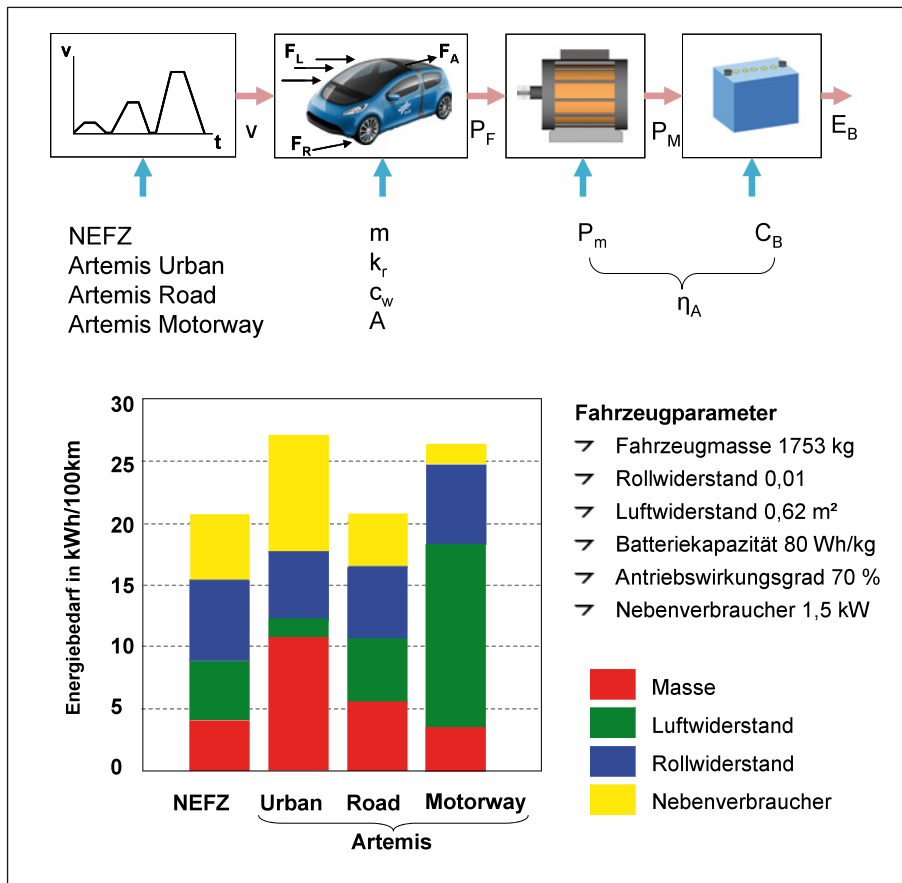 v
t
v
F_L
F_A
F_R
P_F
P_M
E_B
NEFZ
Artemis Urban
Artemis Road
Artemis Motorway
m
k_r
c_w
A
P_m
C_B
η_A
Energiebedarf in kWh/100km
30
25
20
15
10
5
0
NEFZ Urban Road Motorway
Artemis
Fahrzeugparameter
Fahrzeugmasse 1753 kg
Rollwiderstand 0,01
Luftwiderstand 0,62 m²
Batteriekapazität 80 Wh/kg
Antriebswirkungsgrad 70 %
Nebenverbraucher 1,5 kW
Masse
Luftwiderstand
Rollwiderstand
Nebenverbraucher